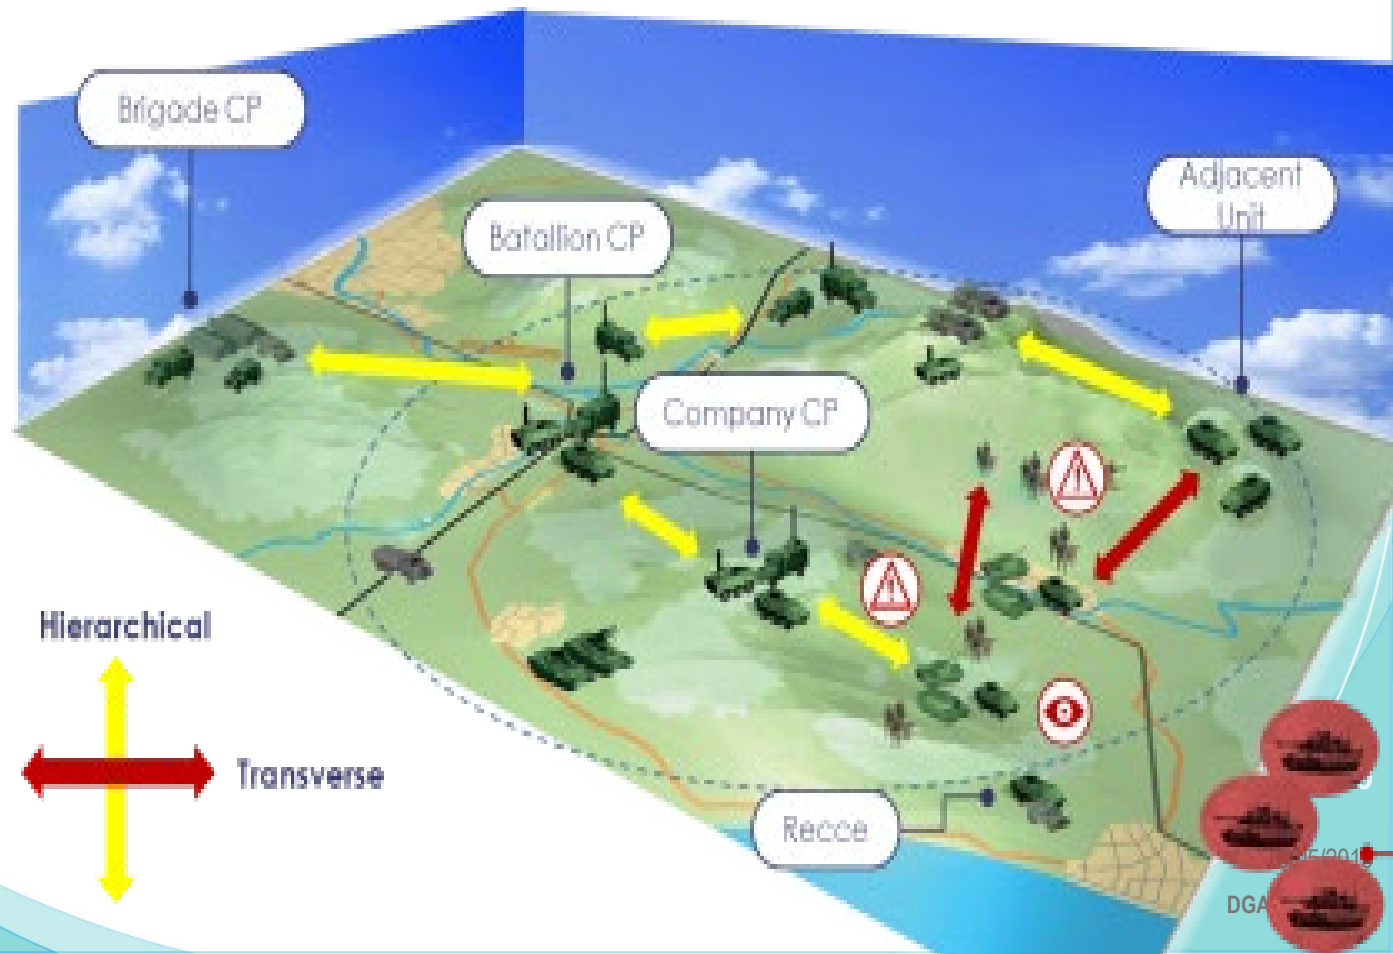 Brigade CP
Batallion CP
Adjacent
Unit
Company CP
Hierarchical
Transverse
Recce
DGA